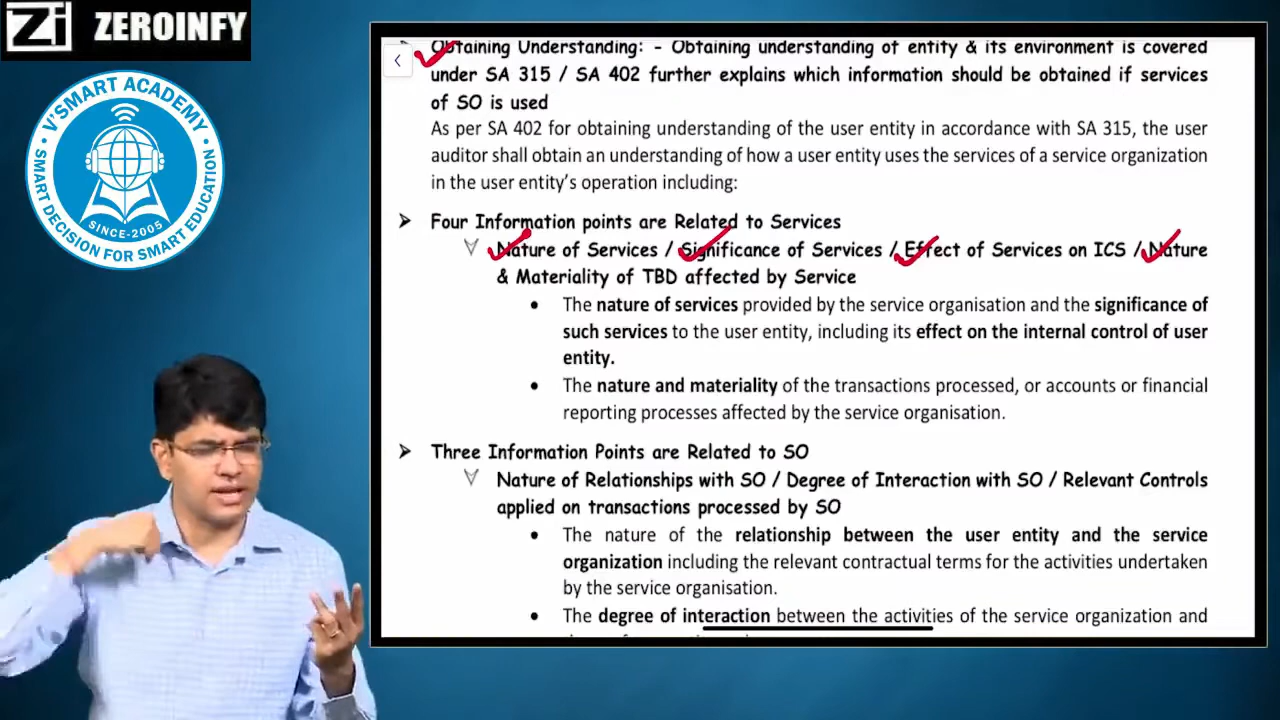 Zi ZEROINFY
V'SMART ACADEMY
SINCE-2005
SMART DECISION FOR SMART EDUCATION
Obtaining Understanding: - Obtaining understanding of entity & its environment is covered
under SA 315 / SA 402 further explains which information should be obtained if services
of SO is used
As per SA 402 for obtaining understanding of the user entity in accordance with SA 315, the user
auditor shall obtain an understanding of how a user entity uses the services of a service organization
in the user entity's operation including:
Four Information points are Related to Services
Nature of Services / Significance of Services / Effect of Services on ICS / Nature
& Materiality of TBD affected by Service
The nature of services provided by the service organisation and the significance of
such services to the user entity, including its effect on the internal control of user
entity.
The nature and materiality of the transactions processed, or accounts or financial
reporting processes affected by the service organisation.
Three Information Points are Related to SO
Nature of Relationships with SO / Degree of Interaction with SO / Relevant Controls
applied on transactions processed by SO
The nature of the relationship between the user entity and the service
organization including the relevant contractual terms for the activities undertaken
by the service organisation.
The degree of interaction between the activities of the service organization and